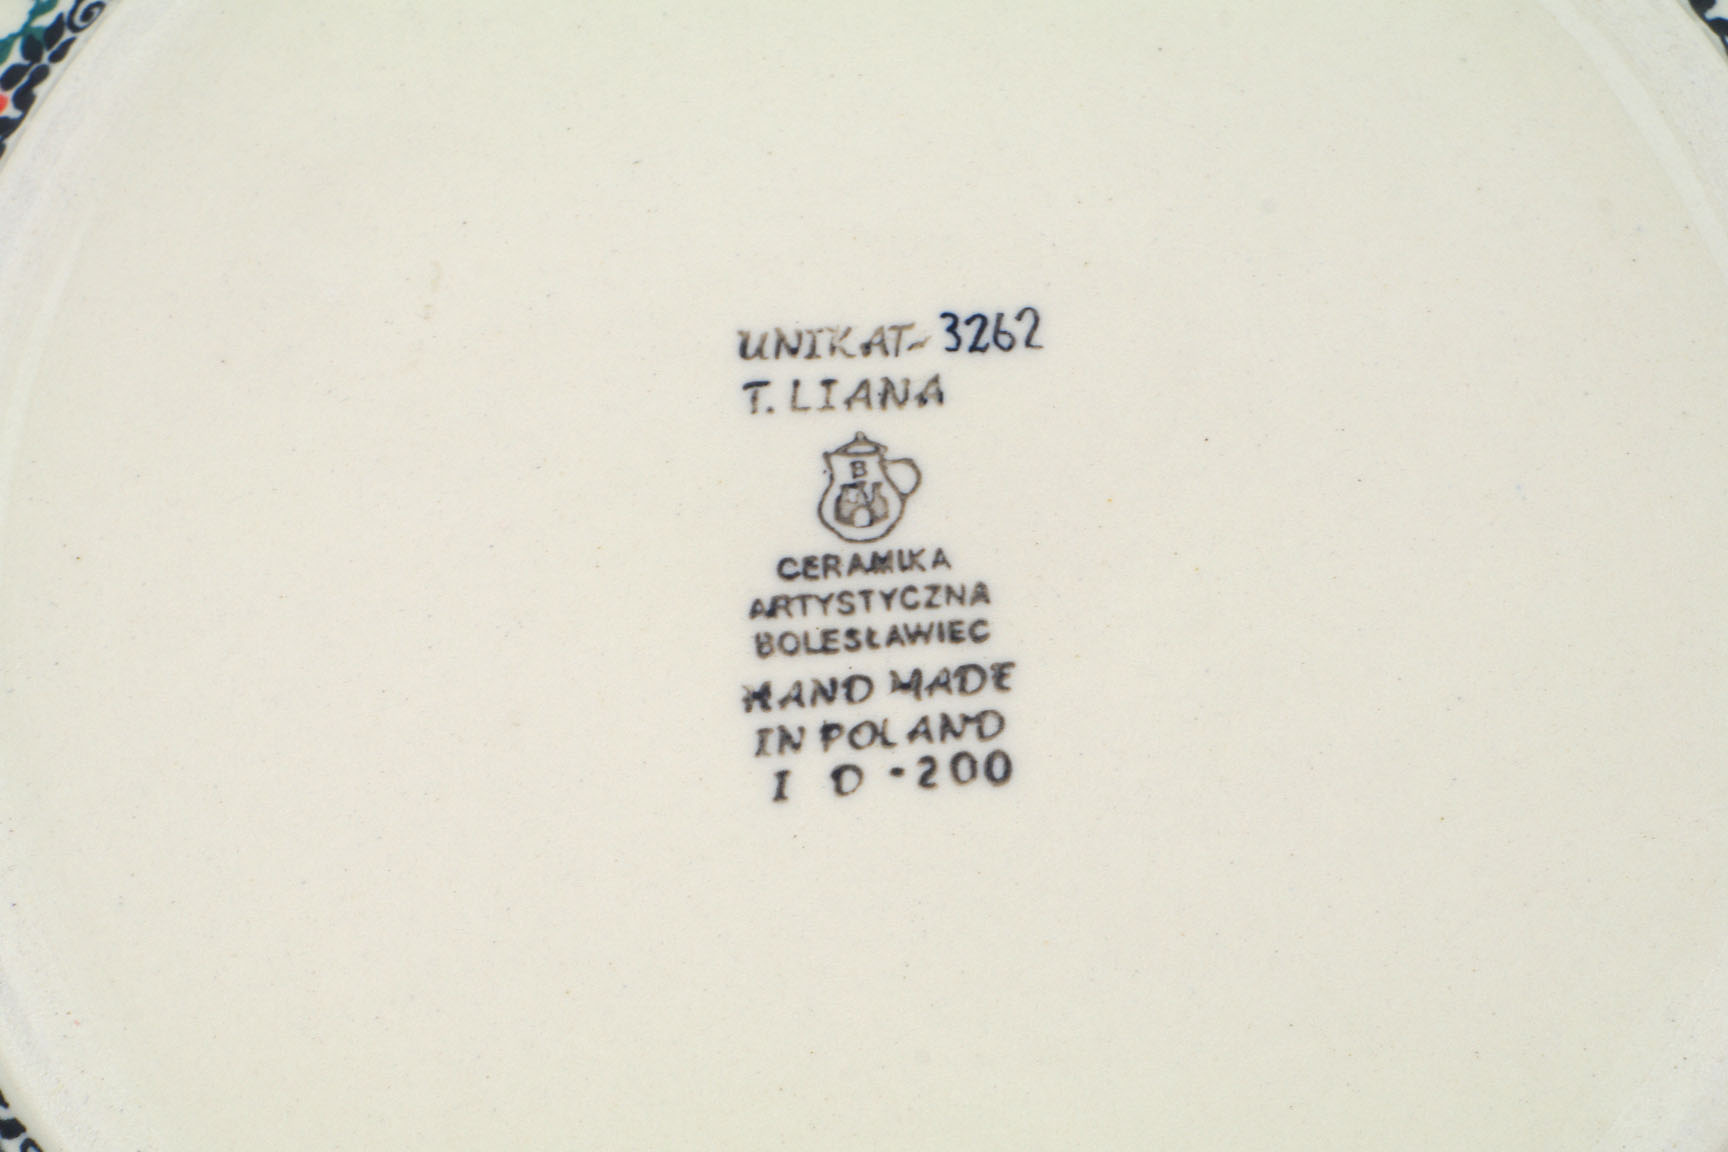 UNIKAT-3262
T. LIANA
B
CERAMIKA
ARTYSTYCZNA
BOLESŁAWIEC
HAND MADE
IN POLAND
I D -200